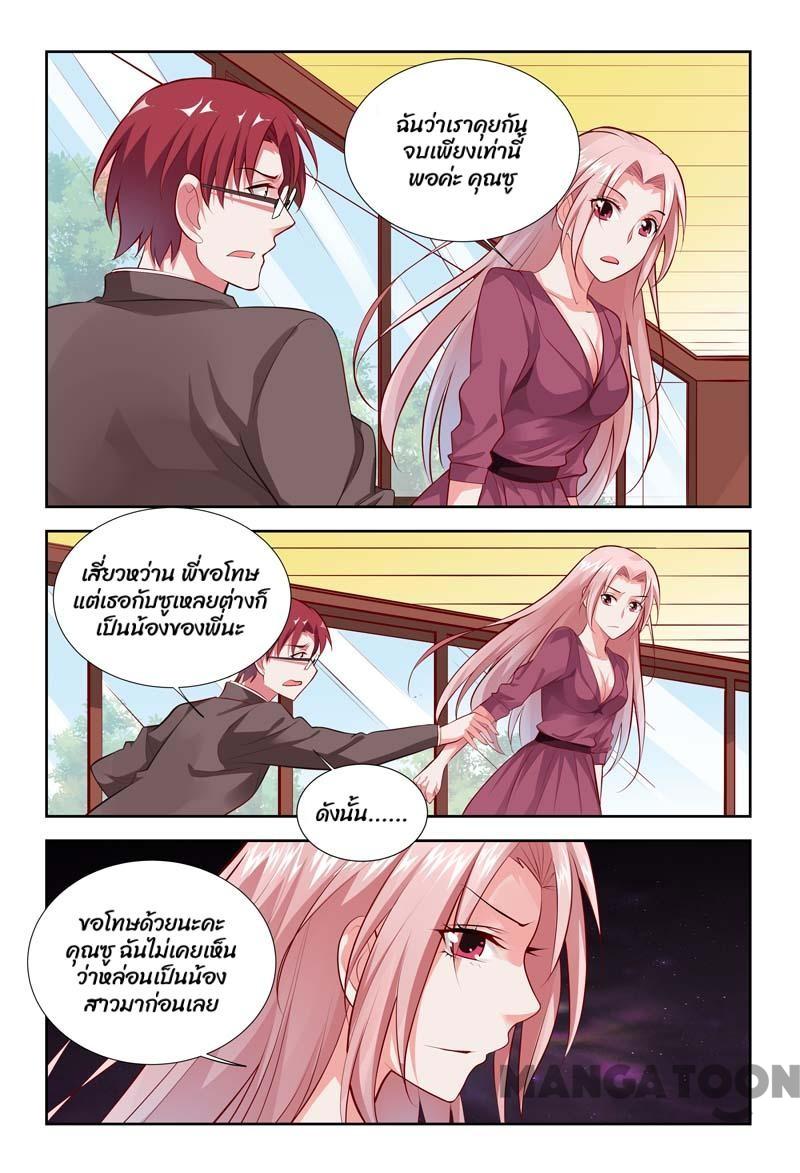 ฉันว่าเราคุยกัน
จบเพียงเท่านี้
พอค่ะ คุณซู
เสี่ยวหว่าน พี่ขอโทษ
แต่เธอกับซูเหลยต่างก็
เป็นน้องของพี่นะ
ดังนั้น......
ขอโทษด้วยนะคะ
คุณซู ฉันไม่เคยเห็น
ว่าหล่อนเป็นน้อง
สาวมาก่อนเลย
MANGATOON